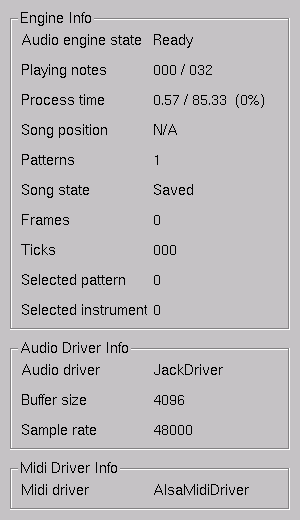 Engine Info
Audio engine state Ready
Playing notes 000 / 032
Process time 0.57 / 85.33 (0%)
Song position N/A
Patterns 1
Song state Saved
Frames 0
Ticks 000
Selected pattern 0
Selected instrument 0
Audio Driver Info
Audio driver JackDriver
Buffer size 4096
Sample rate 48000
Midi Driver Info
Midi driver AlsaMidiDriver